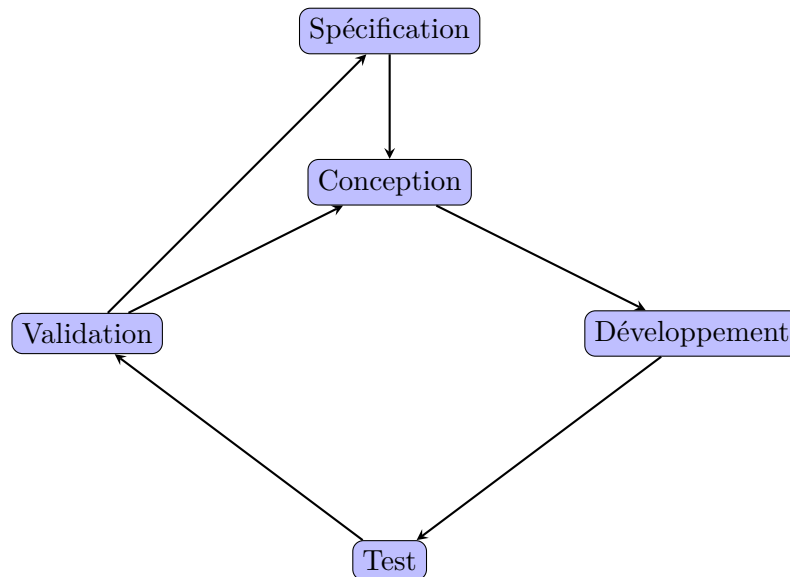 Spécification
Conception
Validation
Développement
Test